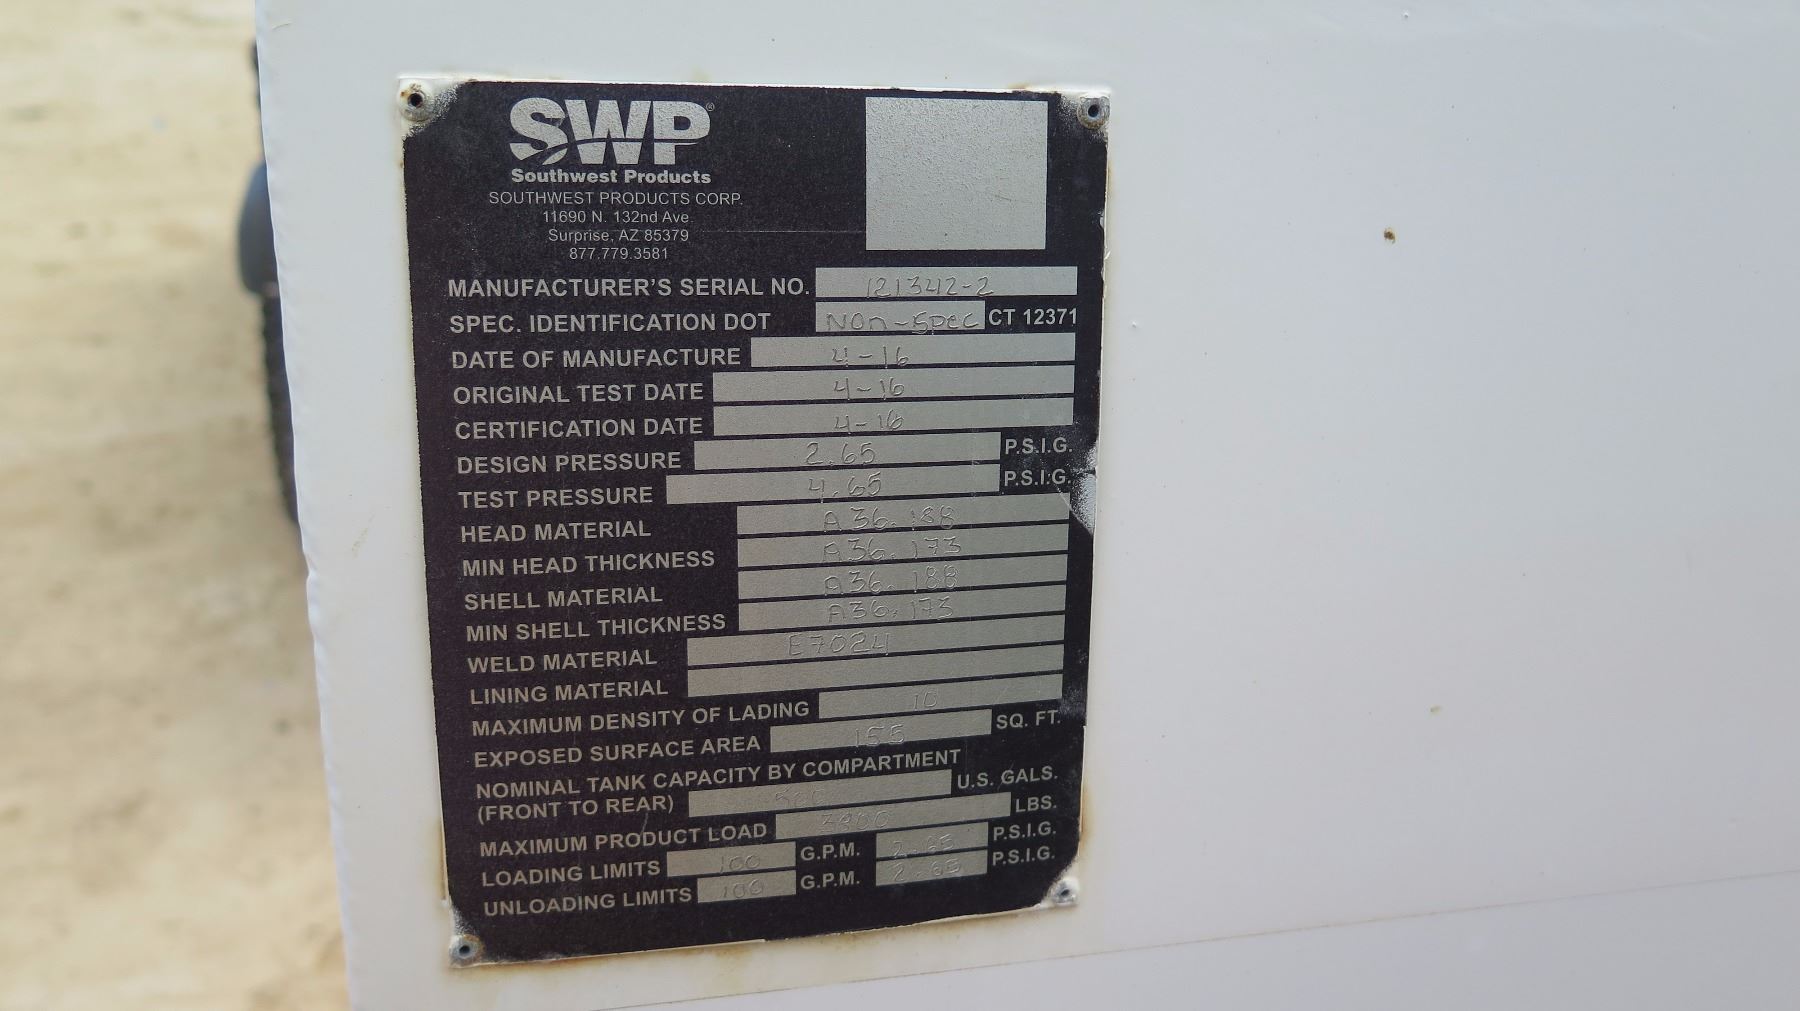 SWP®
Southwest Products
SOUTHWEST PRODUCTS CORP.
11690 N. 132nd Ave.
Surprise, AZ 85379
877.779.3581
MANUFACTURER'S SERIAL NO. 121342-2
SPEC. IDENTIFICATION DOT Non-spec CT 12371
DATE OF MANUFACTURE 4-16
ORIGINAL TEST DATE 4-16
CERTIFICATION DATE 4-16
DESIGN PRESSURE 2.65 P.S.I.G.
TEST PRESSURE 4.65 P.S.I.G.
HEAD MATERIAL A36.188
MIN HEAD THICKNESS A36.173
SHELL MATERIAL A36.188
MIN SHELL THICKNESS A36.173
WELD MATERIAL E7024
LINING MATERIAL
MAXIMUM DENSITY OF LADING 10
EXPOSED SURFACE AREA 155 SQ. FT.
NOMINAL TANK CAPACITY BY COMPARTMENT
(FRONT TO REAR) U.S. GALS.
MAXIMUM PRODUCT LOAD LBS.
LOADING LIMITS 100 G.P.M. 2.65 P.S.I.G.
UNLOADING LIMITS 100 G.P.M. 2.65 P.S.I.G.